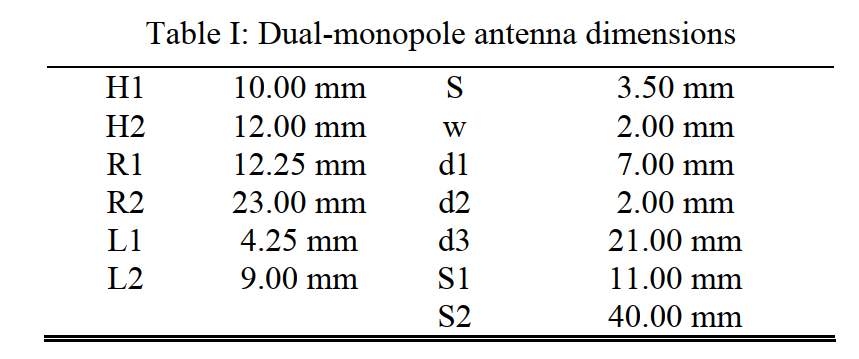 Table I: Dual-monopole antenna dimensions
H1 10.00 mm S 3.50 mm
H2 12.00 mm w 2.00 mm
R1 12.25 mm d1 7.00 mm
R2 23.00 mm d2 2.00 mm
L1 4.25 mm d3 21.00 mm
L2 9.00 mm S1 11.00 mm
S2 40.00 mm